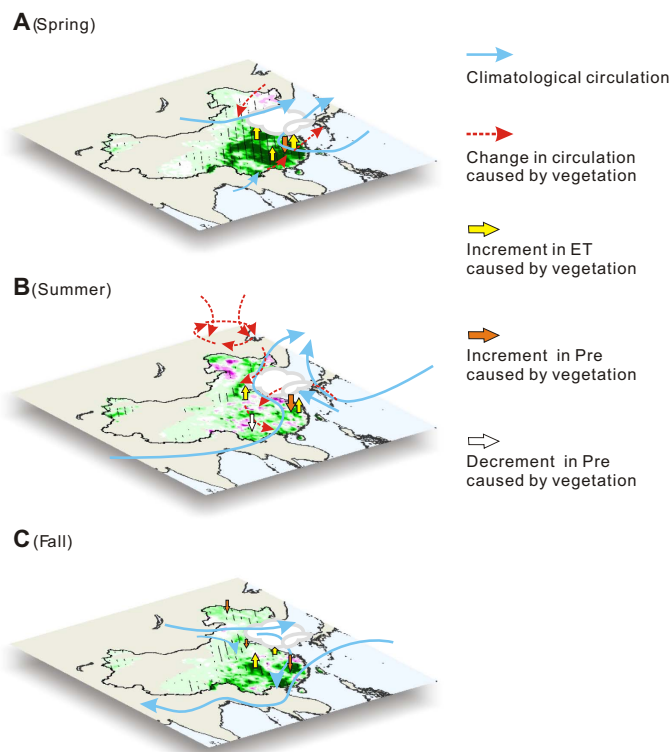 A(Spring)
Climatological circulation
Change in circulation
caused by vegetation
Increment in ET
caused by vegetation
B(Summer)
Increment in Pre
caused by vegetation
Decrement in Pre
caused by vegetation
C(Fall)